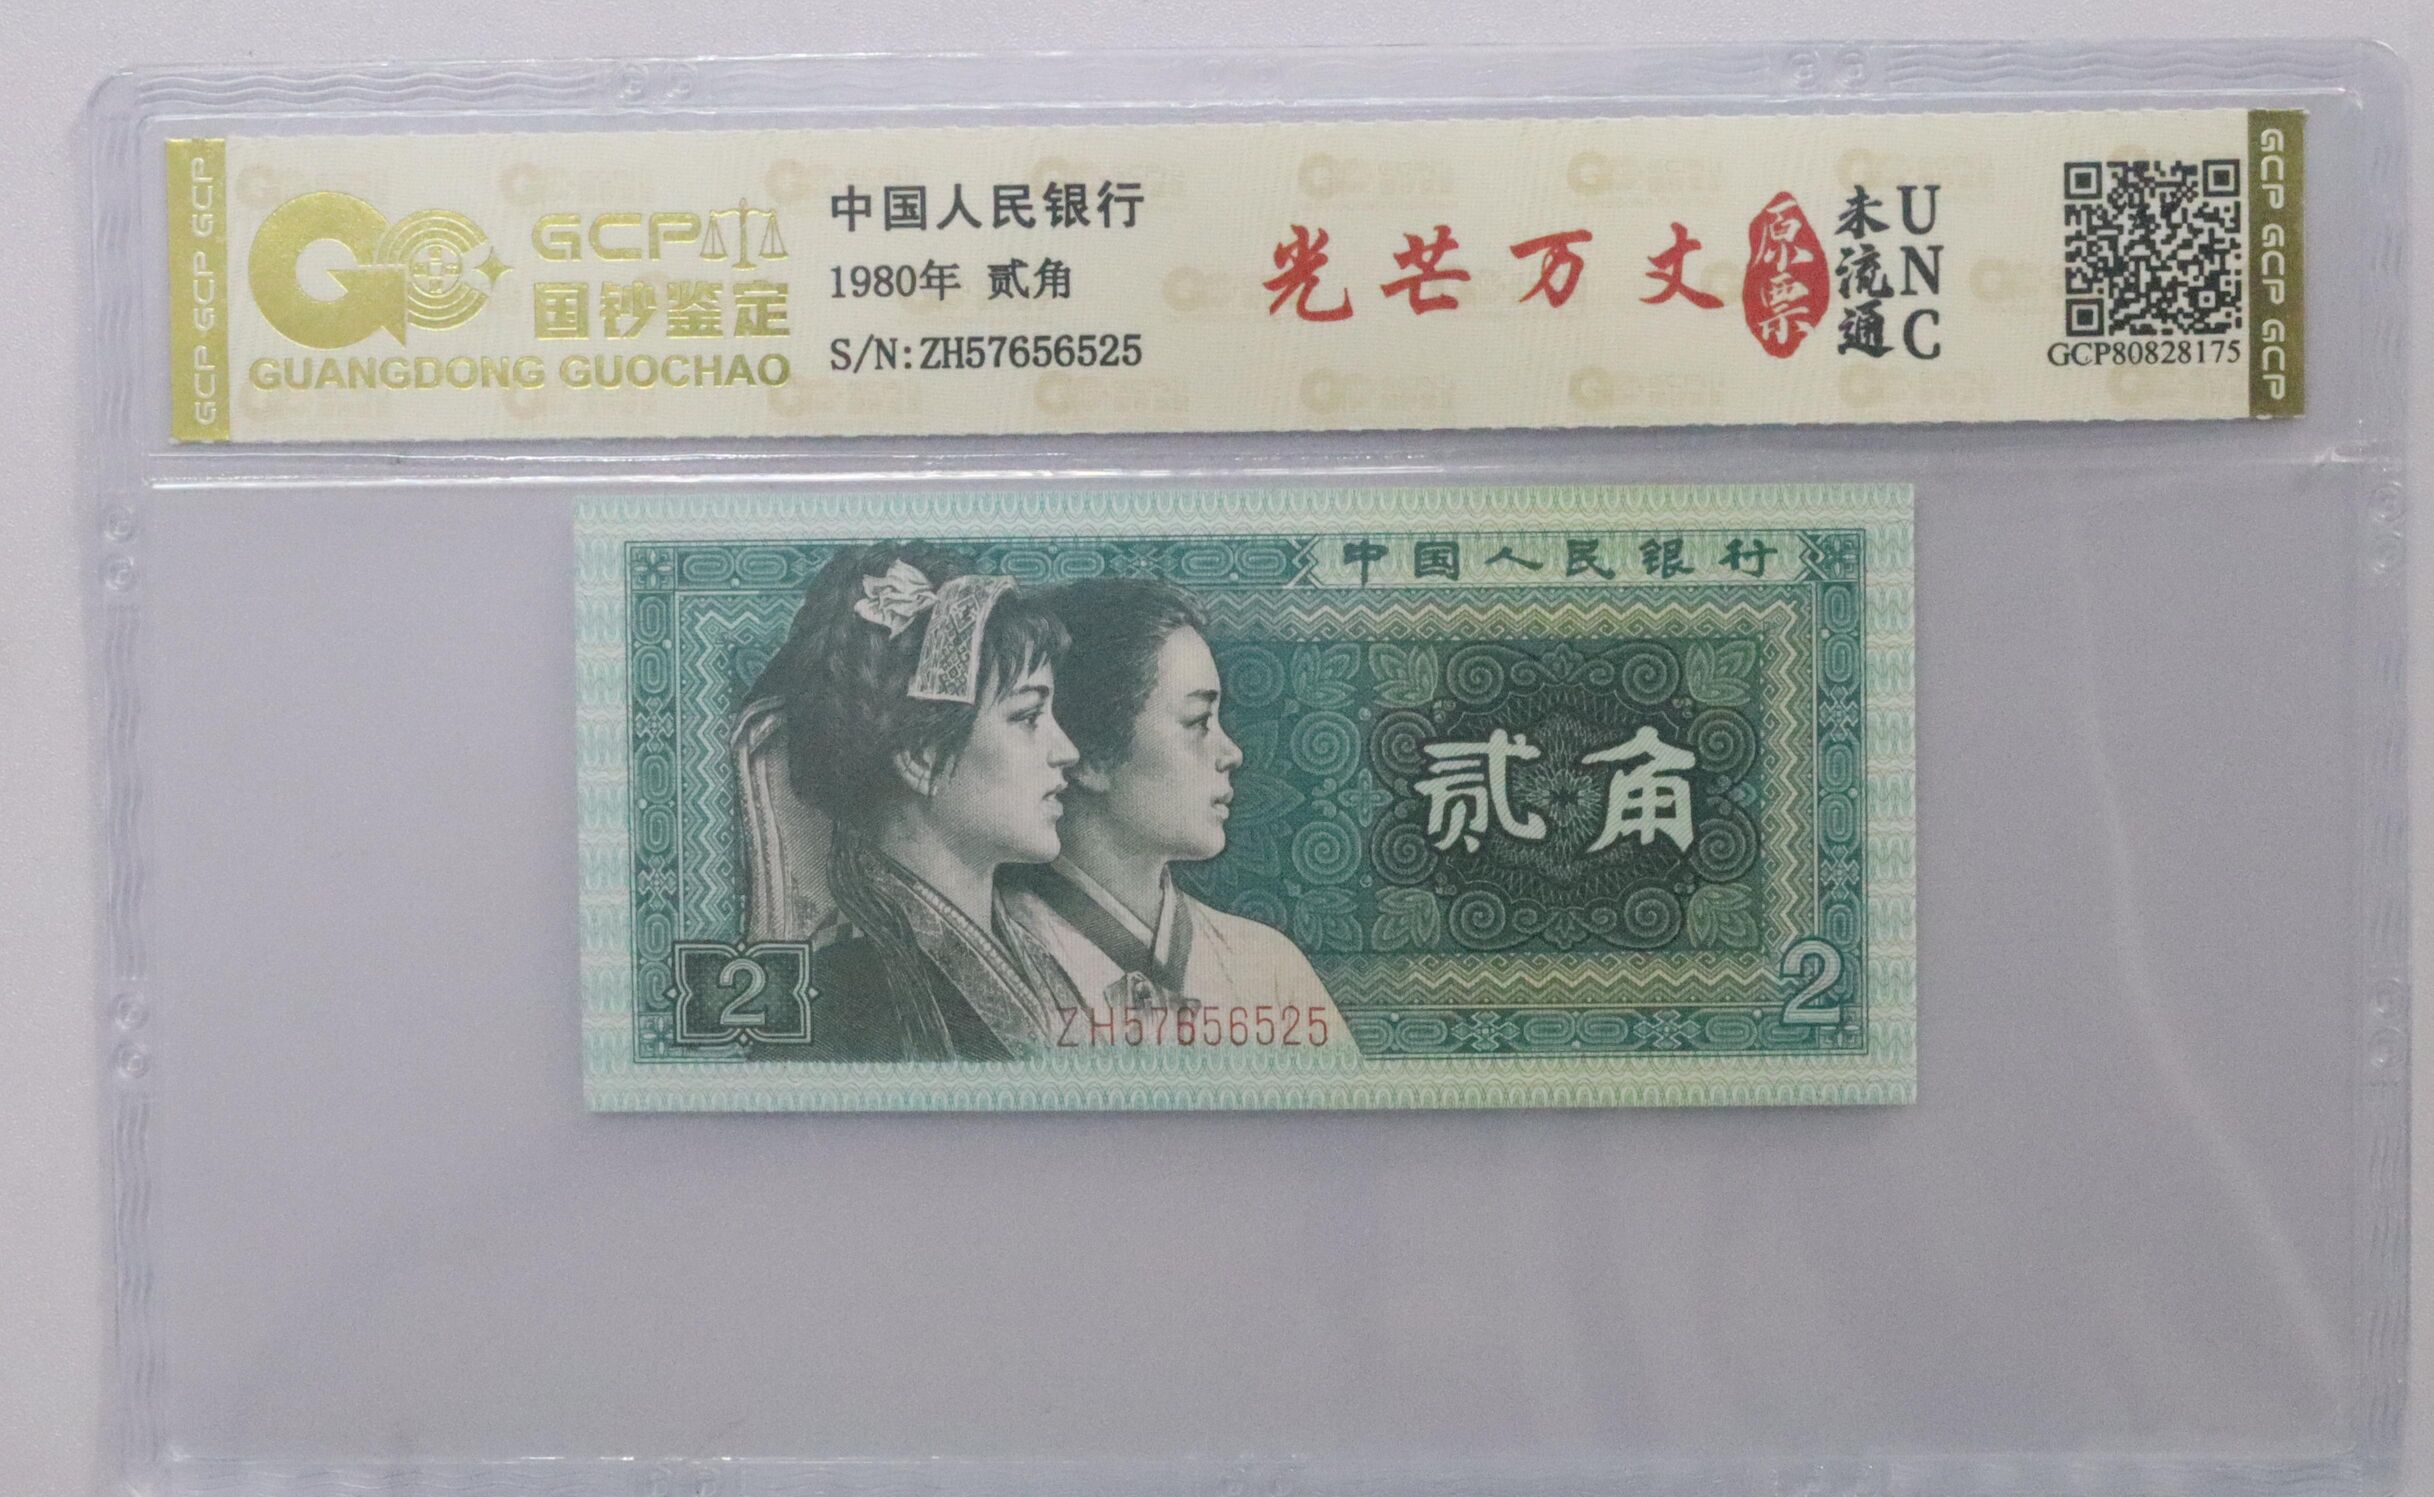 GCP GCP GCP
GCP
国钞鉴定
GUANGDONG GUOCHAO
中国人民银行
1980年 贰角
S/N:ZH57656525
光芒万丈
原票
未流通
UNC
GCP80828175
GCP GCP GCP
中国人民银行
贰角
2
2
ZH57656525